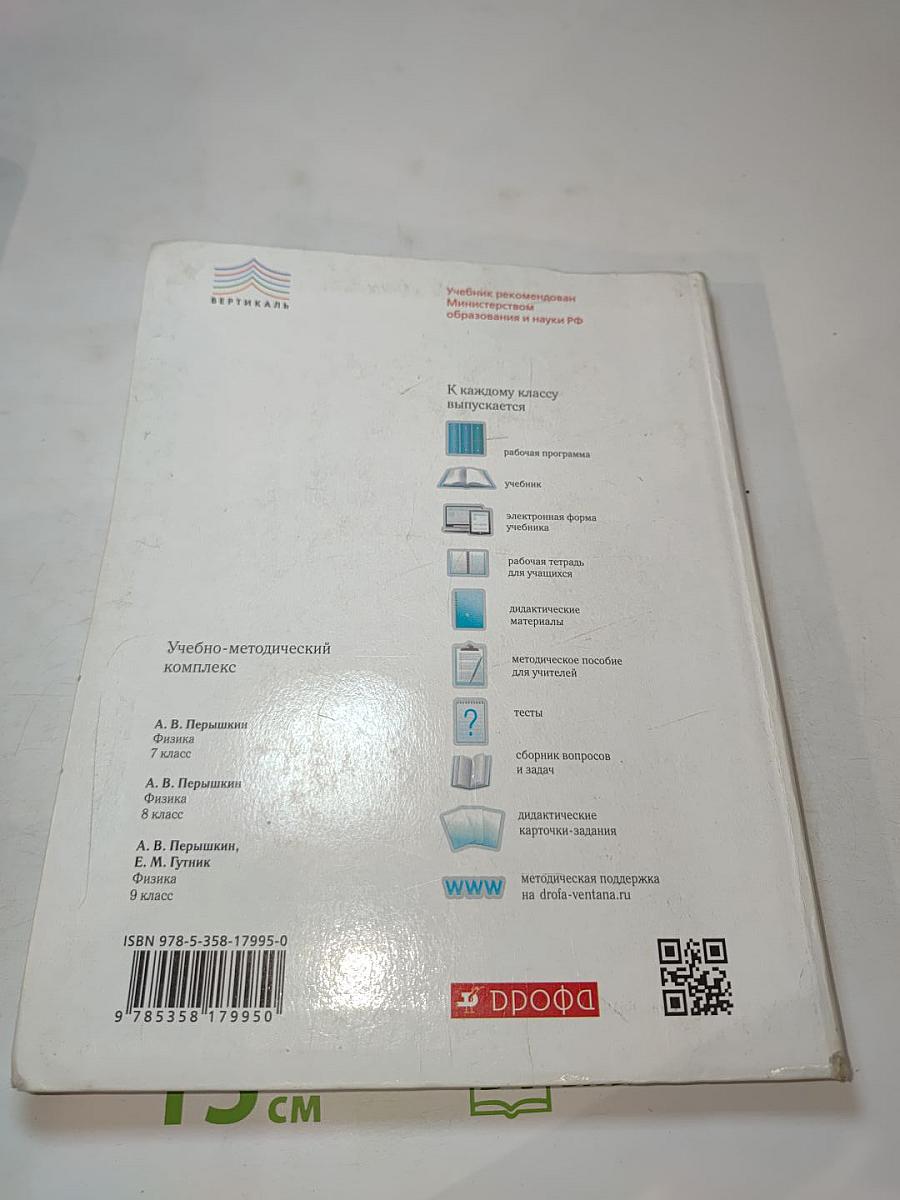 ВЕРТИКАЛЬ
Учебник рекомендован
Министерством
образования и науки РФ
К каждому классу
выпускается
рабочая программа
учебник
электронная форма
учебника
рабочая тетрадь
для учащихся
дидактические
материалы
методическое пособие
для учителей
?
тесты
сборник вопросов
и задач
дидактические
карточки-задания
www
методическая поддержка
на drofa-ventana.ru
Учебно-методический
комплекс
А. В. Перышкин
Физика
7 класс
А. В. Перышкин
Физика
8 класс
А. В. Перышкин,
Е. М. Гутник
Физика
9 класс
ISBN 978-5-358-17995-0
9 785358 179950
дрофа
см